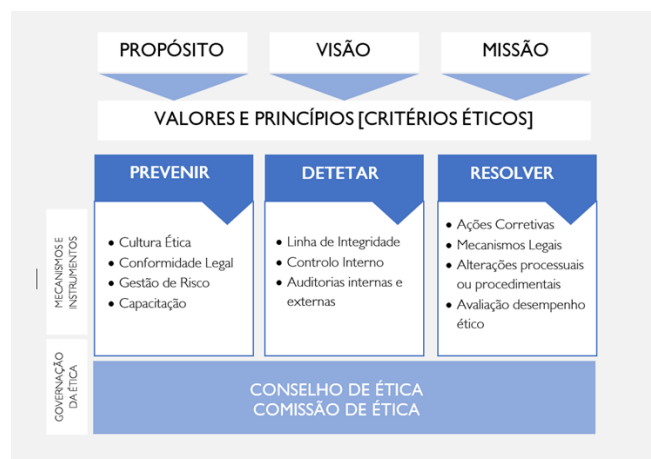 PROPÓSITO
VISÃO
MISSÃO
VALORES E PRINCÍPIOS [CRITÉRIOS ÉTICOS]
PREVENIR
DETETAR
RESOLVER
MECANISMOS E
INSTRUMENTOS
• Cultura Ética
• Conformidade Legal
• Gestão de Risco
• Capacitação
• Linha de Integridade
• Controlo Interno
• Auditorias internas e
externas
• Ações Corretivas
• Mecanismos Legais
• Alterações processuais
ou procedimentais
• Avaliação desempenho
ético
GOVERNAÇÃO
DA ÉTICA
CONSELHO DE ÉTICA
COMISSÃO DE ÉTICA